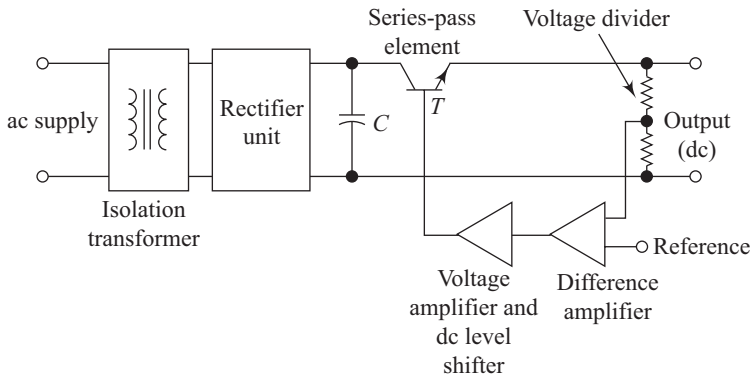 Series-pass
element
Voltage divider
ac supply
Rectifier
unit
C
T
Output
(dc)
Isolation
transformer
Reference
Voltage
amplifier and
dc level
shifter
Difference
amplifier